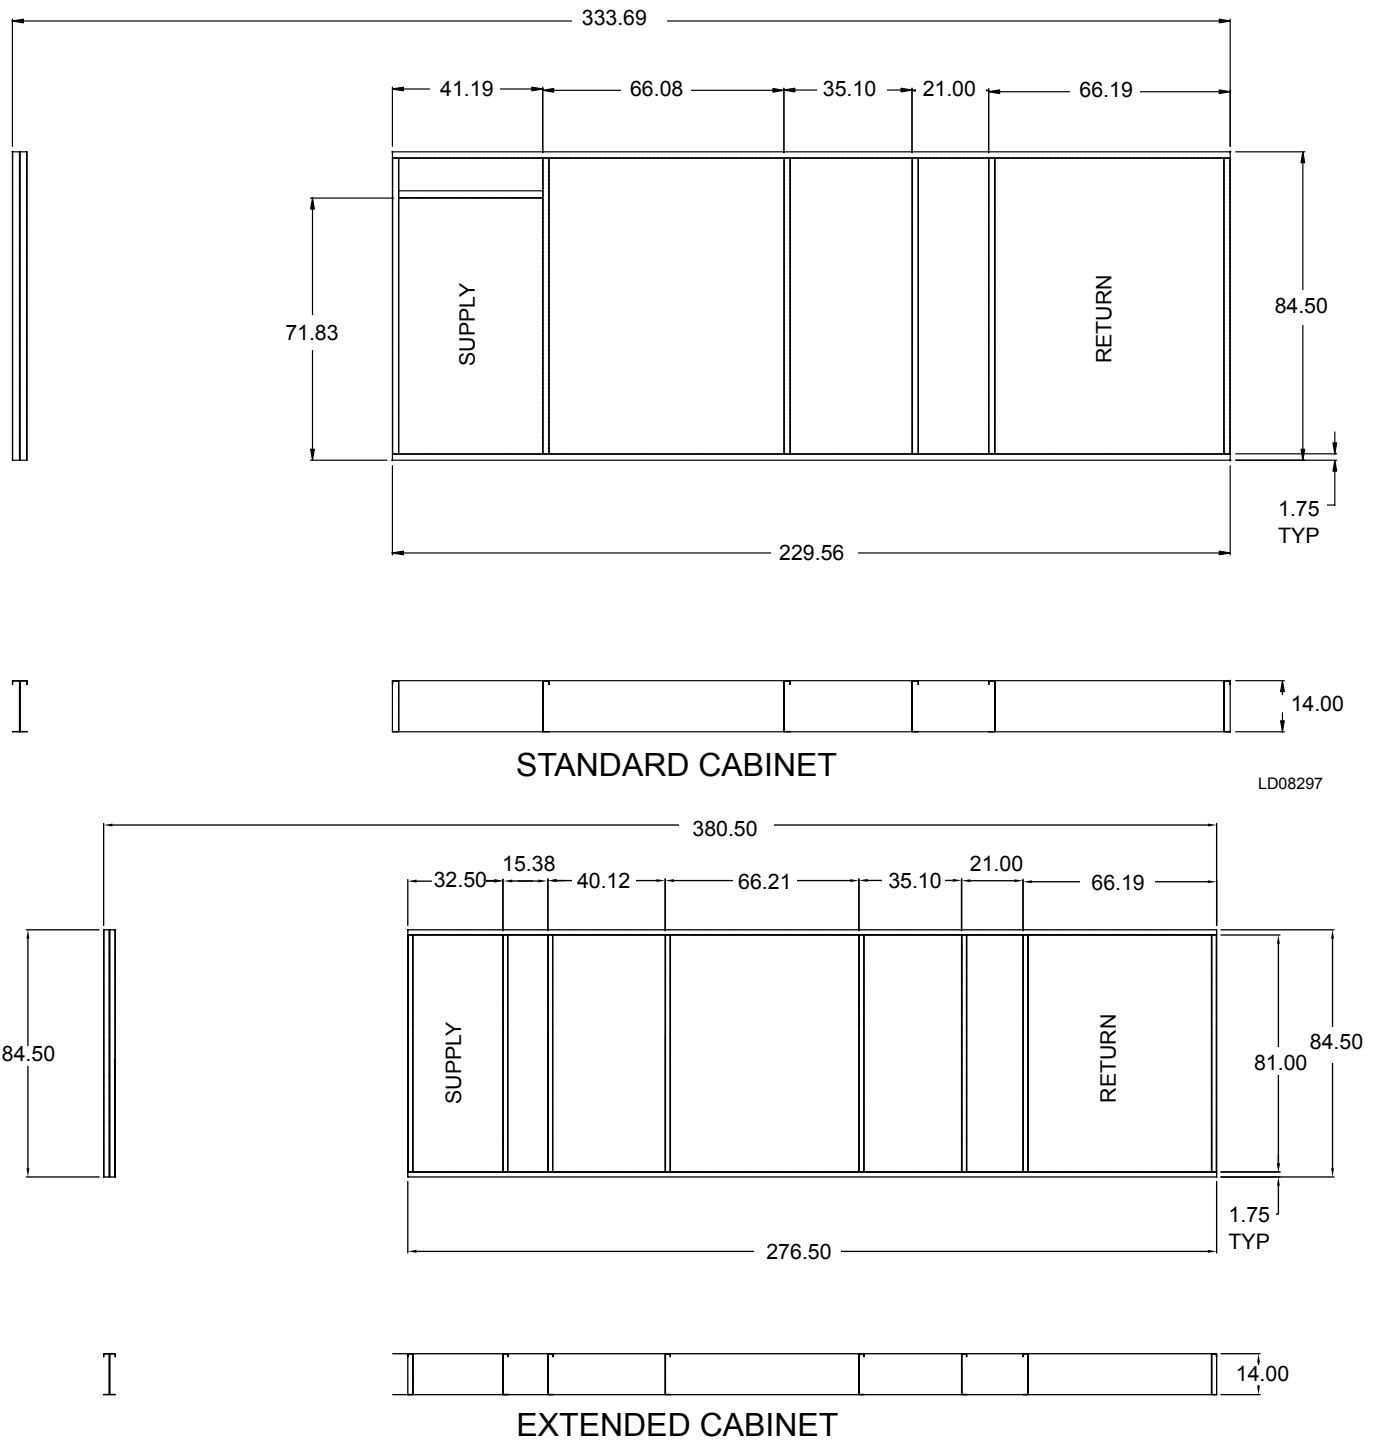 333.69
41.19
66.08
35.10
21.00
66.19
71.83
SUPPLY
RETURN
84.50
1.75
TYP
229.56
14.00
STANDARD CABINET
LD08297
380.50
32.50
15.38
40.12
66.21
35.10
21.00
66.19
84.50
SUPPLY
RETURN
81.00
84.50
1.75
TYP
276.50
14.00
EXTENDED CABINET